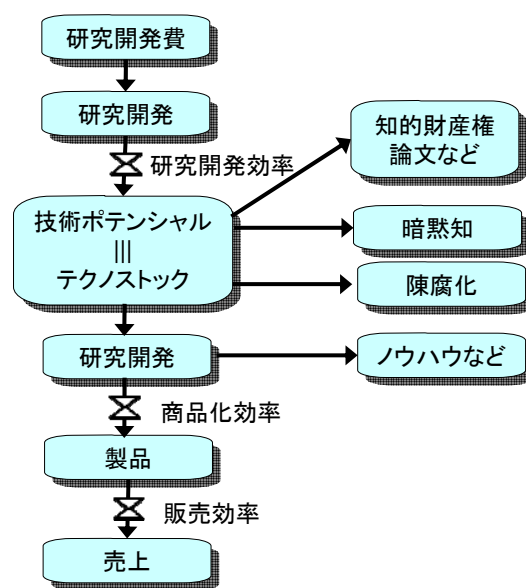 研究開発費
研究開発
研究開発効率
知的財産権
論文など
技術ポテンシャル
|||
テクノストック
暗黙知
陳腐化
研究開発
ノウハウなど
商品化効率
製品
販売効率
売上